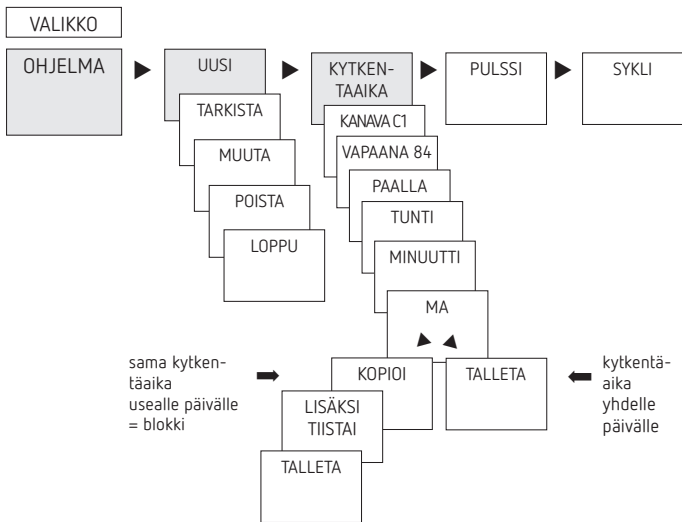 VALIKKO
OHJELMA
UUSI
TARKISTA
MUUTA
POISTA
LOPPU
KYTKEN-
TAAIKA
KANAVA C1
VAPAANA 84
PAALLA
TUNTI
MINUUTTI
MA
PULSSI
SYKLI
sama kytken-
täaika
usealle päivälle
= blokki
KOPIOI
LISÄKSI
TIISTAI
TALLETA
TALLETA
kytkentä-
aika
yhdelle
päivälle